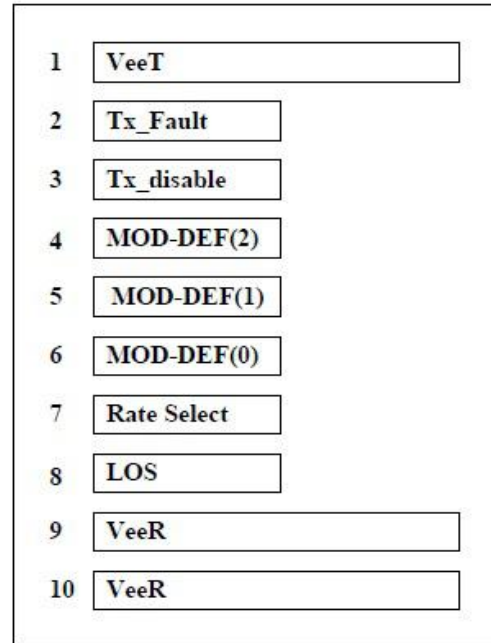 1 VeeT
2 Tx_Fault
3 Tx_disable
4 MOD-DEF(2)
5 MOD-DEF(1)
6 MOD-DEF(0)
7 Rate Select
8 LOS
9 VeeR
10 VeeR